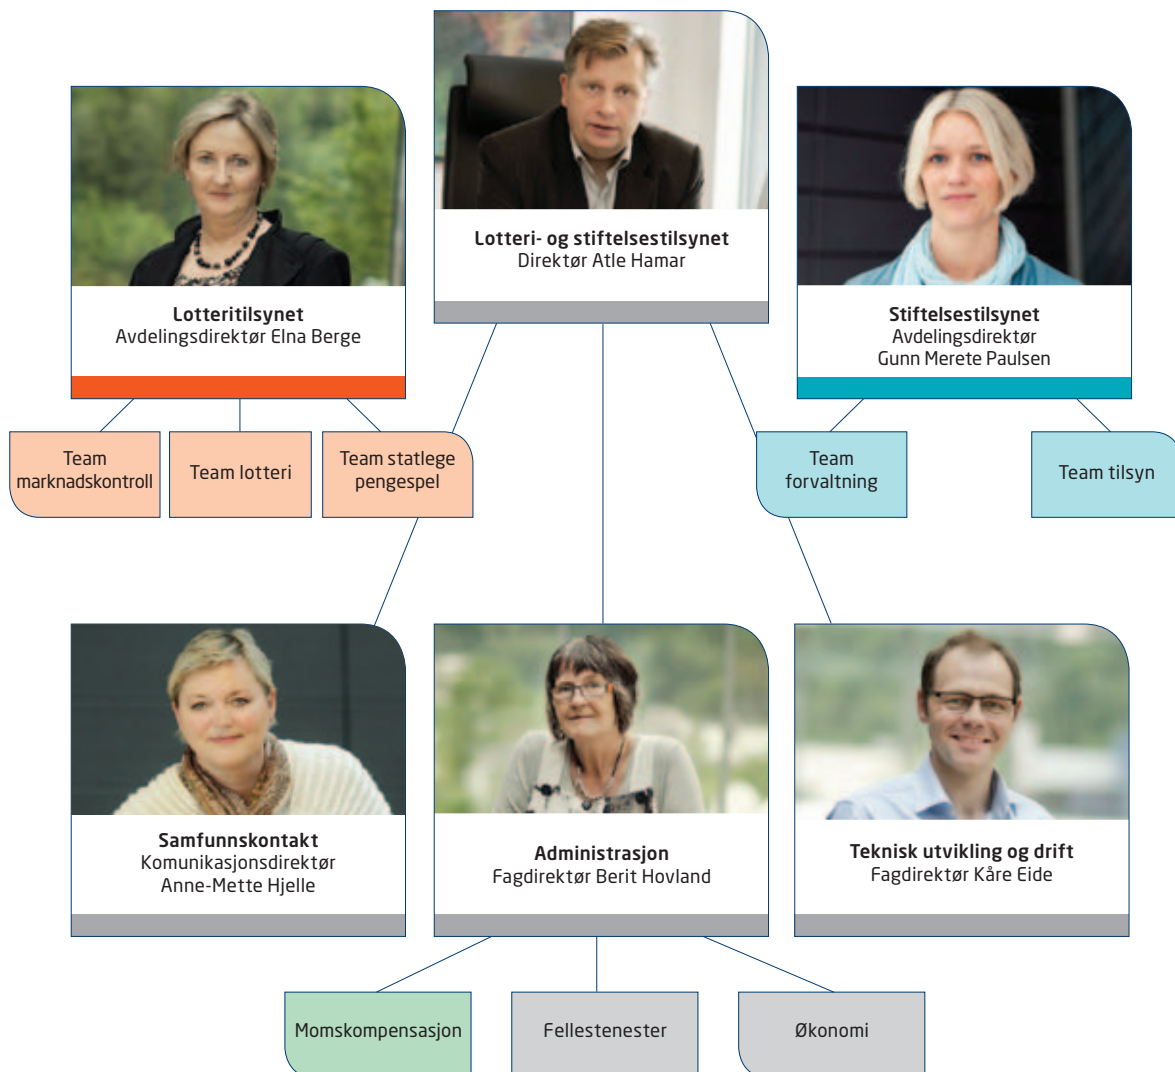 Lotteri- og stiftelsestilsynet
Direktør Atle Hamar
Lotteritilsynet
Avdelingsdirektør Elna Berge
Stiftelsestilsynet
Avdelingsdirektør
Gunn Merete Paulsen
Team
marknadskontroll
Team lotteri
Team statlege
pengespel
Team
forvaltning
Team tilsyn
Samfunnskontakt
Komunikasjonsdirektør
Anne-Mette Hjelle
Administrasjon
Fagdirektør Berit Hovland
Teknisk utvikling og drift
Fagdirektør Kåre Eide
Momskompensasjon
Fellestenester
Økonomi